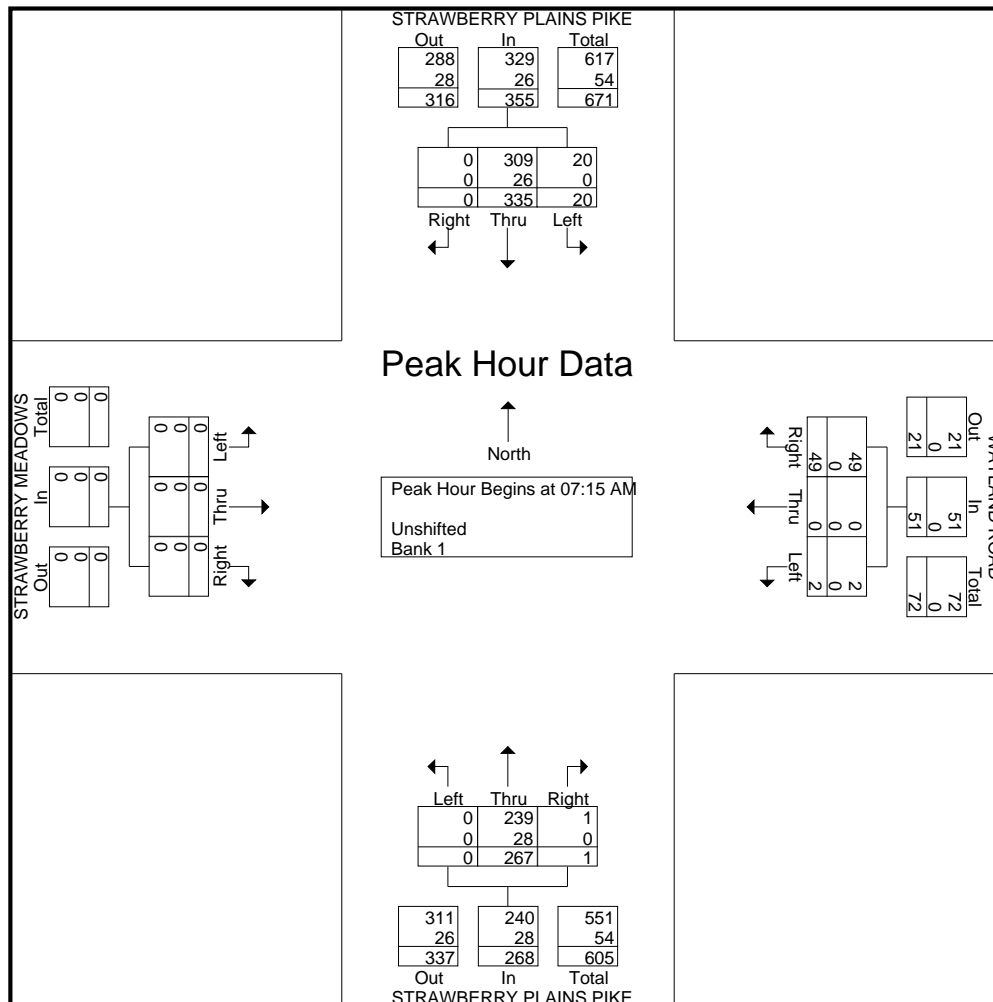 STRAWBERRY PLAINS PIKE
Out In Total
288 329 617
28 26 54
316 355 671
0 309 20
0 26 0
0 335 20
Right Thru Left
Peak Hour Data
North
Peak Hour Begins at 07:15 AM
Unshifted
Bank 1
STRAWBERRY MEADOWS
Total In Out
0 0 0
0 0 0
0 0 0
Left Thru Right
0 0 0
0 0 0
0 0 0
Right Thru Left
49 0 2
0 0 0
49 0 2
Out In Total
21 51 72
0 0 0
21 51 72
WAYLAND ROAD
Left Thru Right
0 239 1
0 28 0
0 267 1
311 240 551
26 28 54
337 268 605
Out In Total
STRAWBERRY PLAINS PIKE